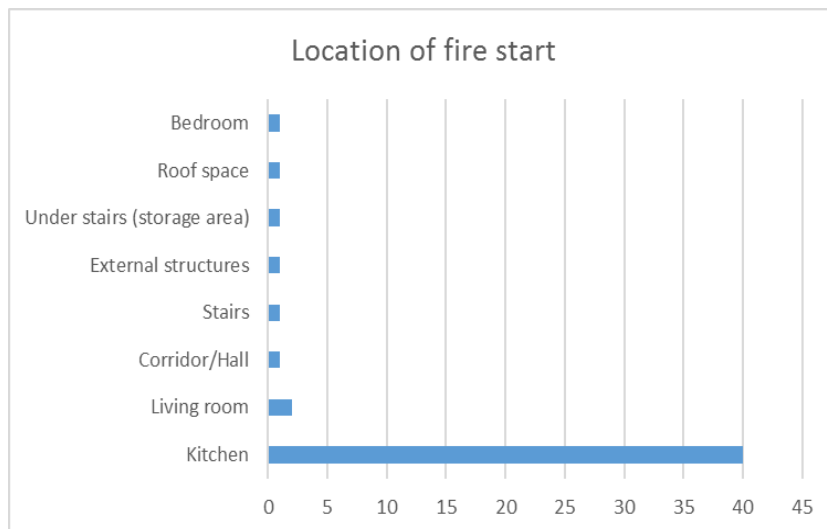 Location of fire start
Bedroom
Roof space
Under stairs (storage area)
External structures
Stairs
Corridor/Hall
Living room
Kitchen
0 5 10 15 20 25 30 35 40 45